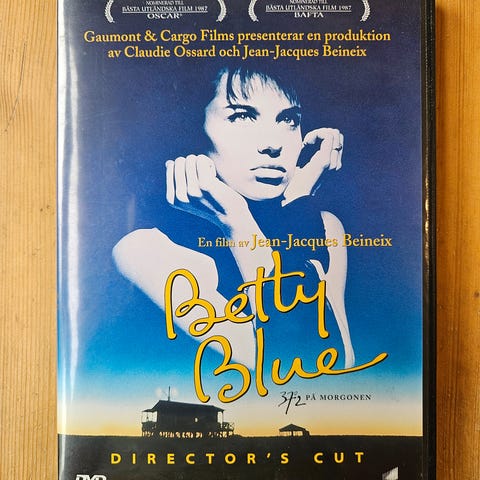 NOMINERAD TILL
BÄSTA UTLÄNDSKA FILM 1987
OSCAR
NOMINERAD TILL
BÄSTA UTLÄNDSKA FILM 1987
BAFTA
Gaumont & Cargo Films presenterar en produktion
av Claudie Ossard och Jean-Jacques Beineix
En film av Jean-Jacques Beineix
Betty
Blue
37°2 PÅ MORGONEN
DIRECTOR'S CUT
DVD